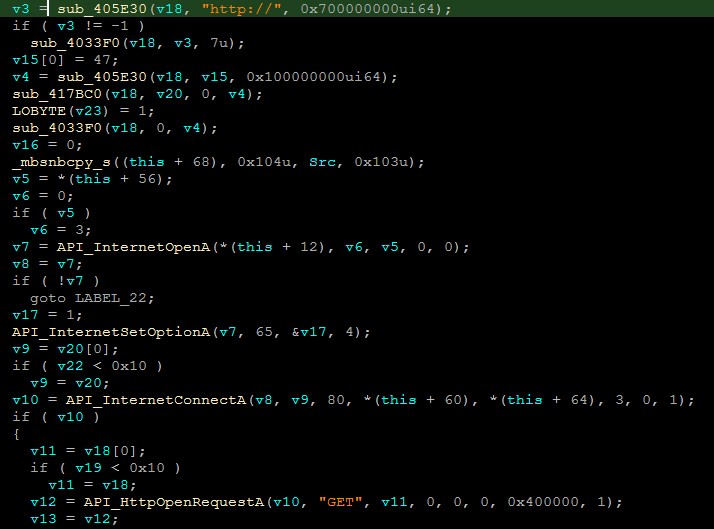 v3 = sub_405E30(v18, "http://", 0x700000000ui64);
if ( v3 != -1 )
sub_4033F0(v18, v3, 7u);
v15[0] = 47;
v4 = sub_405E30(v18, v15, 0x100000000ui64);
sub_417BC0(v18, v20, 0, v4);
LOBYTE(v23) = 1;
sub_4033F0(v18, 0, v4);
v16 = 0;
_mbsnbcpy_s((this + 68), 0x104u, Src, 0x103u);
v5 = *(this + 56);
v6 = 0;
if ( v5 )
v6 = 3;
v7 = API_InternetOpenA(*(this + 12), v6, v5, 0, 0);
v8 = v7;
if ( !v7 )
goto LABEL_22;
v17 = 1;
API_InternetSetOptionA(v7, 65, &v17, 4);
v9 = v20[0];
if ( v22 < 0x10 )
v9 = v20;
v10 = API_InternetConnectA(v8, v9, 80, *(this + 60), *(this + 64), 3, 0, 1);
if ( v10 )
{
v11 = v18[0];
if ( v19 < 0x10 )
v11 = v18;
v12 = API_HttpOpenRequestA(v10, "GET", v11, 0, 0, 0, 0x400000, 1);
v13 = v12;